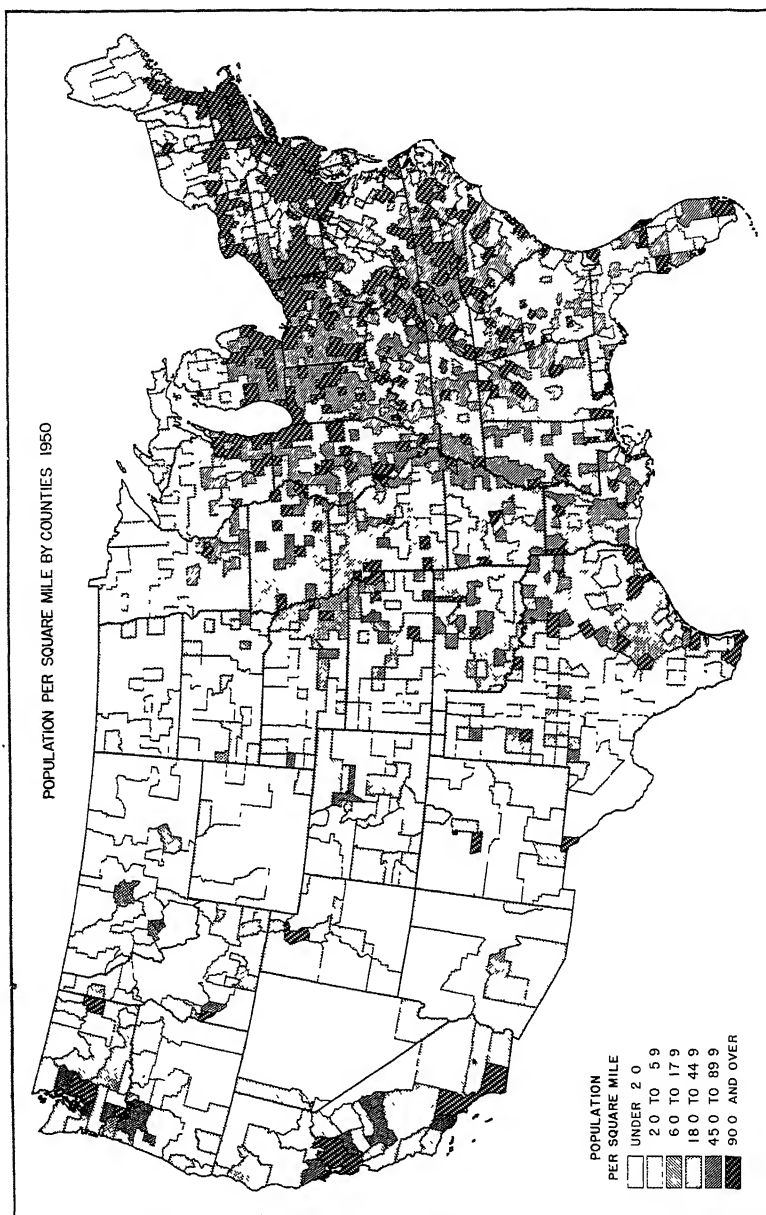 POPULATION PER SQUARE MILE BY COUNTIES 1950
POPULATION
PER SQUARE MILE
UNDER 2 0
2 0 TO 5 9
6 0 TO 17 9
18 0 TO 44 9
45 0 TO 89 9
90 0 AND OVER